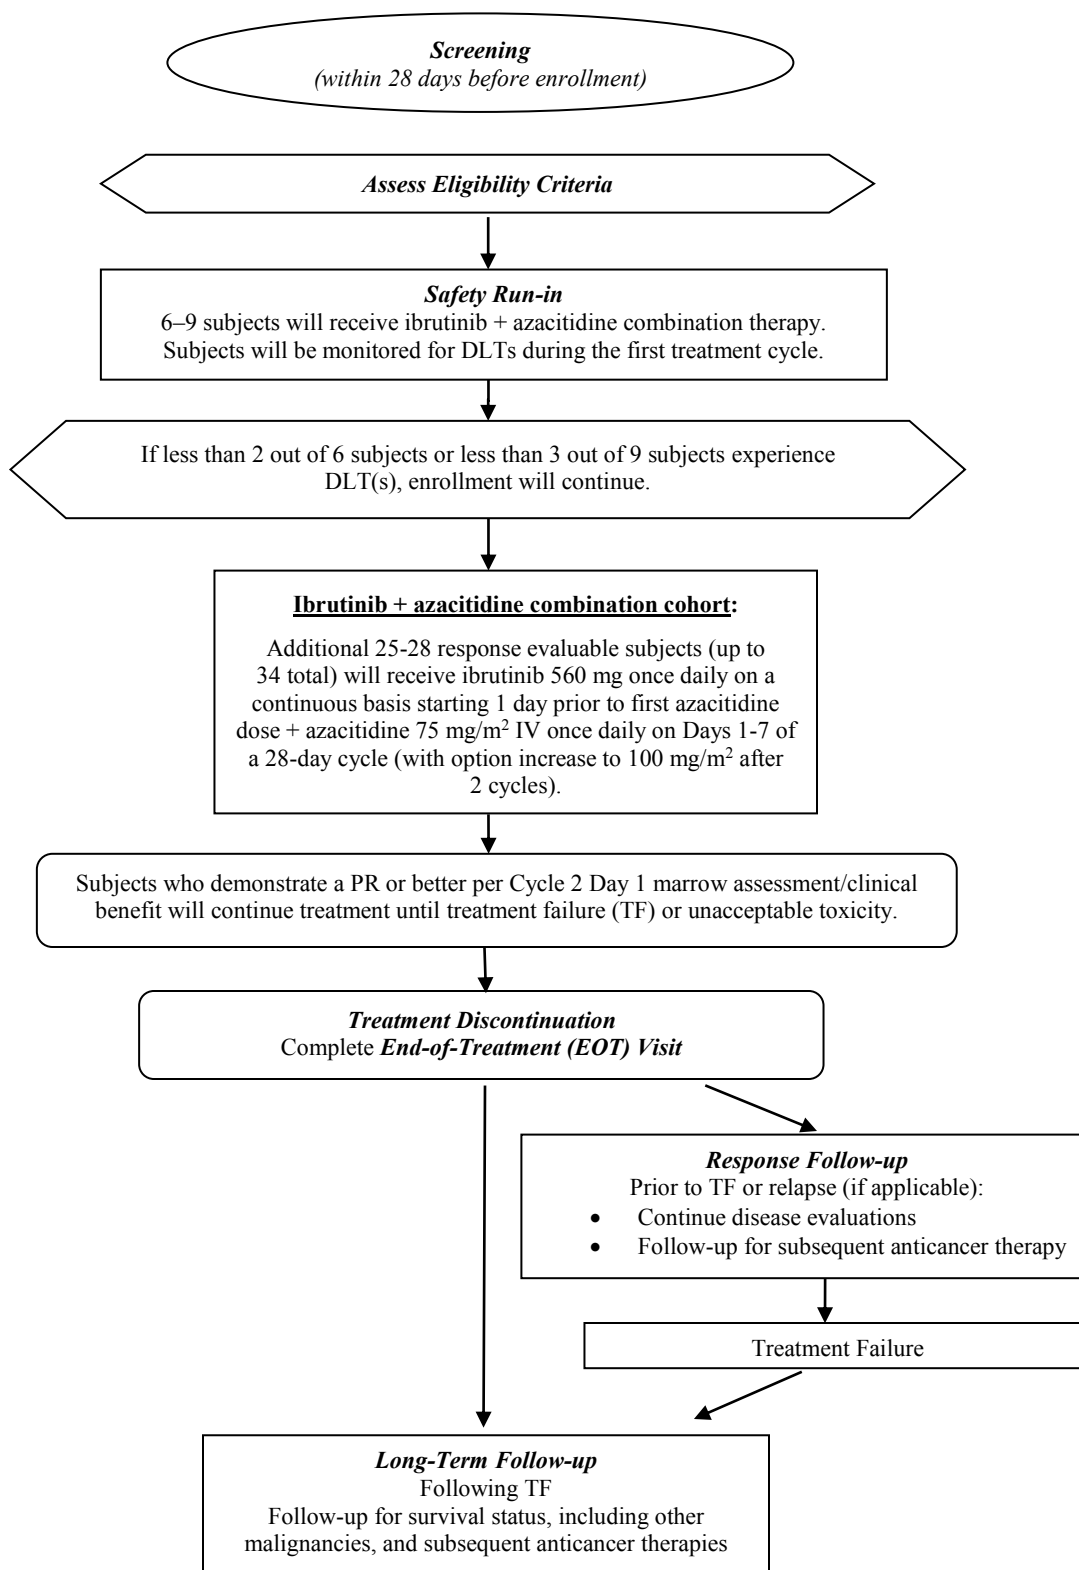 Screening
(within 28 days before enrollment)
Assess Eligibility Criteria
Safety Run-in
6–9 subjects will receive ibrutinib + azacitidine combination therapy.
Subjects will be monitored for DLTs during the first treatment cycle.
If less than 2 out of 6 subjects or less than 3 out of 9 subjects experience
DLT(s), enrollment will continue.
Ibrutinib + azacitidine combination cohort:
Additional 25-28 response evaluable subjects (up to
34 total) will receive ibrutinib 560 mg once daily on a
continuous basis starting 1 day prior to first azacitidine
dose + azacitidine 75 mg/m² IV once daily on Days 1-7 of
a 28-day cycle (with option increase to 100 mg/m² after
2 cycles).
Subjects who demonstrate a PR or better per Cycle 2 Day 1 marrow assessment/clinical
benefit will continue treatment until treatment failure (TF) or unacceptable toxicity.
Treatment Discontinuation
Complete End-of-Treatment (EOT) Visit
Response Follow-up
Prior to TF or relapse (if applicable):
• Continue disease evaluations
• Follow-up for subsequent anticancer therapy
Treatment Failure
Long-Term Follow-up
Following TF
Follow-up for survival status, including other
malignancies, and subsequent anticancer therapies